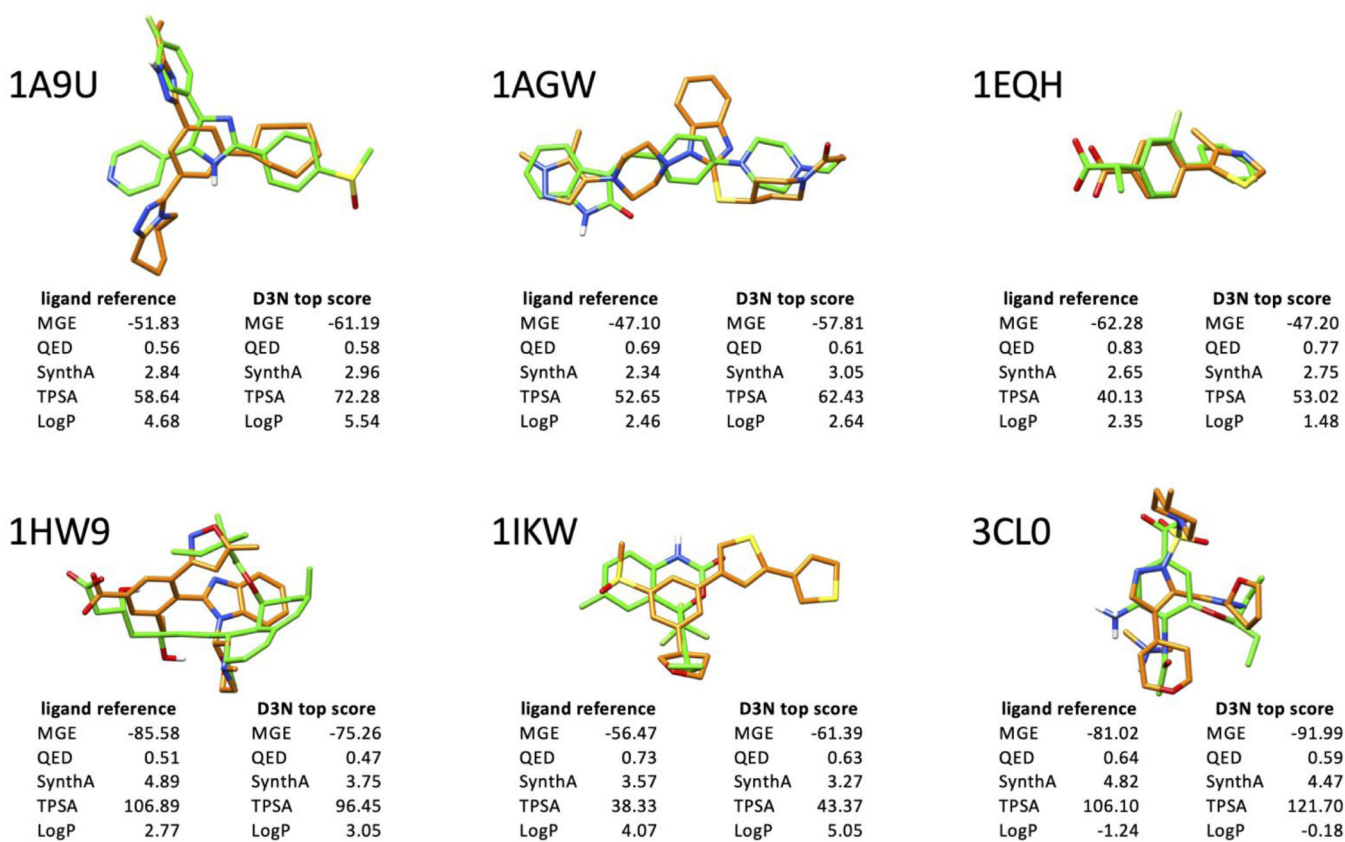 1A9U
ligand reference D3N top score
MGE -51.83 MGE -61.19
QED 0.56 QED 0.58
SynthA 2.84 SynthA 2.96
TPSA 58.64 TPSA 72.28
LogP 4.68 LogP 5.54
1AGW
ligand reference D3N top score
MGE -47.10 MGE -57.81
QED 0.69 QED 0.61
SynthA 2.34 SynthA 3.05
TPSA 52.65 TPSA 62.43
LogP 2.46 LogP 2.64
1EQH
ligand reference D3N top score
MGE -62.28 MGE -47.20
QED 0.83 QED 0.77
SynthA 2.65 SynthA 2.75
TPSA 40.13 TPSA 53.02
LogP 2.35 LogP 1.48
1HW9
ligand reference D3N top score
MGE -85.58 MGE -75.26
QED 0.51 QED 0.47
SynthA 4.89 SynthA 3.75
TPSA 106.89 TPSA 96.45
LogP 2.77 LogP 3.05
1IKW
ligand reference D3N top score
MGE -56.47 MGE -61.39
QED 0.73 QED 0.63
SynthA 3.57 SynthA 3.27
TPSA 38.33 TPSA 43.37
LogP 4.07 LogP 5.05
3CL0
ligand reference D3N top score
MGE -81.02 MGE -91.99
QED 0.64 QED 0.59
SynthA 4.82 SynthA 4.47
TPSA 106.10 TPSA 121.70
LogP -1.24 LogP -0.18